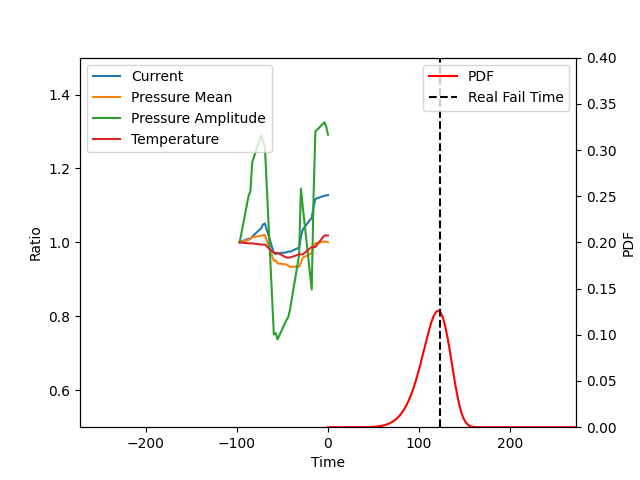 Current
Pressure Mean
Pressure Amplitude
Temperature
PDF
Real Fail Time
1.4
1.2
1.0
0.8
0.6
Ratio
0.40
0.35
0.30
0.25
0.20
0.15
0.10
0.05
0.00
PDF
−200
−100
0
100
200
Time